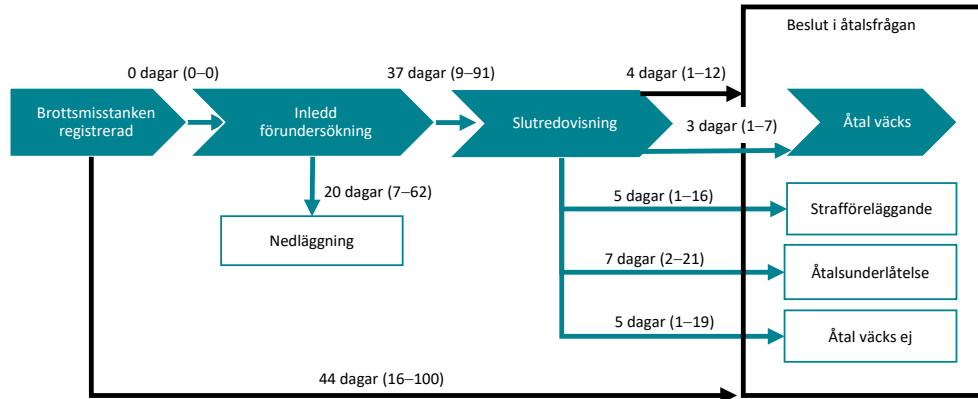 Beslut i åtalsfrågan
0 dagar (0–0)
37 dagar (9–91)
4 dagar (1–12)
Brottsmisstanken
registrerad
Inledd
förundersökning
Slutredovisning
3 dagar (1–7)
Åtal väcks
20 dagar (7–62)
Nedläggning
5 dagar (1–16)
Strafföreläggande
7 dagar (2–21)
Åtalsunderlåtelse
5 dagar (1–19)
Åtal väcks ej
44 dagar (16–100)